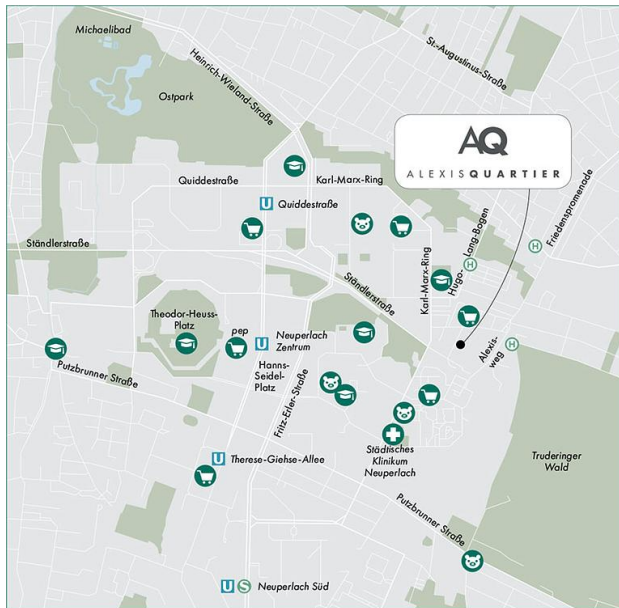 Michaelibad
Ostpark
Heinrich-Wieland-Straße
St.-Augustinus-Straße
AQ
ALEXISQUARTIER
Quiddestraße
Karl-Marx-Ring
U Quiddestraße
Friedenspromenade
H
Ständlerstraße
Ständlerstraße
Karl-Marx-Ring
Hugo-
Lang-Bogen
H
Theodor-Heuss-
Platz
pep
U Neuperlach
Zentrum
Hanns-
Seidel-
Platz
Fritz-Erler-Straße
Alexis-
weg
H
Putzbrunner Straße
Städtisches
Klinikum
Neuperlach
Truderinger
Wald
U Therese-Giehse-Allee
Putzbrunner Straße
U S Neuperlach Süd